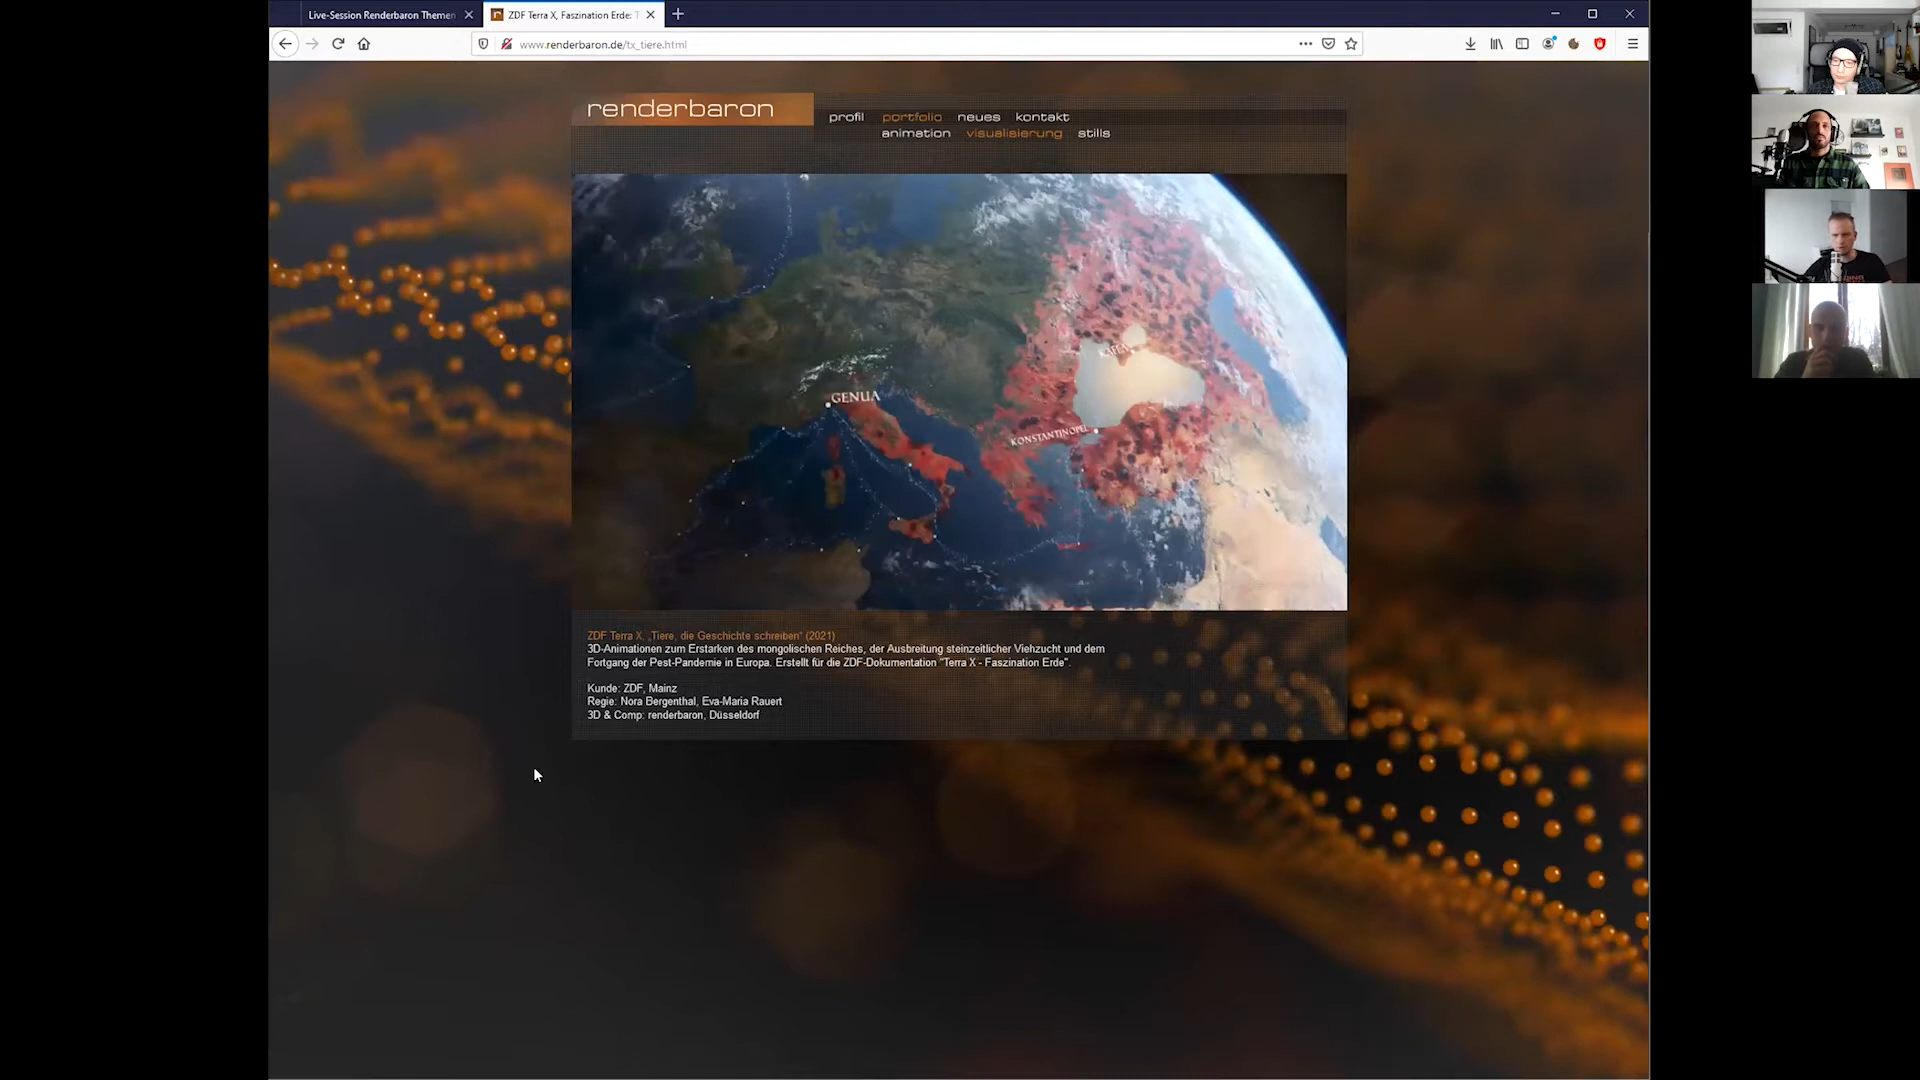 Live-Session Renderbaron Themen
ZDF Terra X, Faszination Erde: T
www.renderbaron.de/tx_tiere.html
renderbaron
profil portfolio neues kontakt
animation visualisierung stills
KAFFA
GENUA
KONSTANTINOPEL
ZDF Terra X, „Tiere, die Geschichte schreiben“ (2021)
3D-Animationen zum Erstarken des mongolischen Reiches, der Ausbreitung steinzeitlicher Viehzucht und dem
Fortgang der Pest-Pandemie in Europa. Erstellt für die ZDF-Dokumentation "Terra X - Faszination Erde".
Kunde: ZDF, Mainz
Regie: Nora Bergenthal, Eva-Maria Rauert
3D & Comp: renderbaron, Düsseldorf